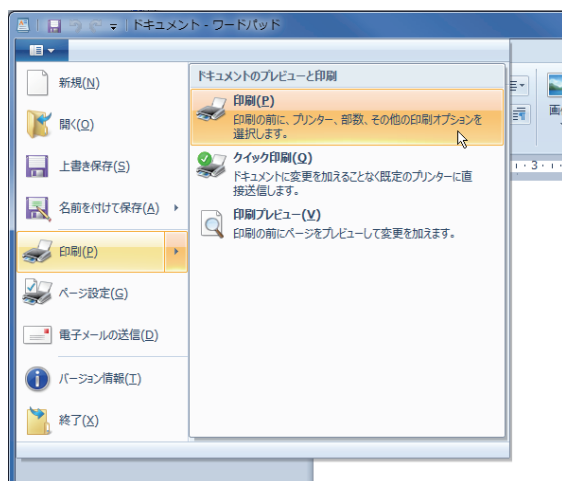 ドキュメント - ワードパッド
新規(N)
開く(O)
上書き保存(S)
名前を付けて保存(A)
印刷(P)
ページ設定(G)
電子メールの送信(D)
バージョン情報(T)
終了(X)
ドキュメントのプレビューと印刷
印刷(P)
印刷の前に、プリンター、部数、その他の印刷オプションを
選択します。
クイック印刷(Q)
ドキュメントに変更を加えることなく既定のプリンターに直
接送信します。
印刷プレビュー(V)
印刷の前にページをプレビューして変更を加えます。
画
3